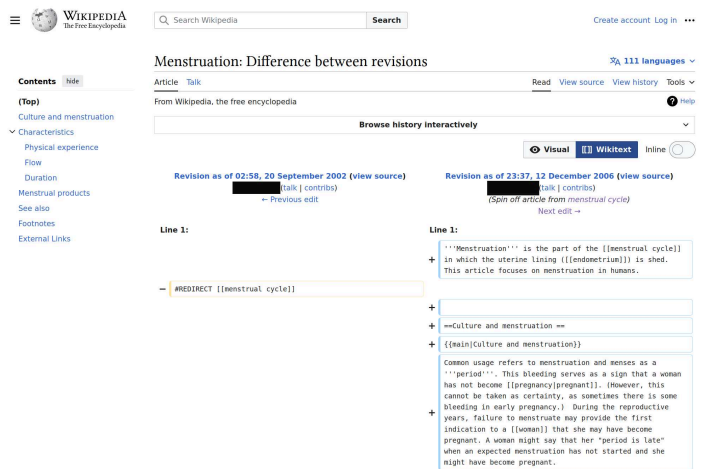 WIKIPEDIA
The Free Encyclopedia
Search Wikipedia
Search
Create account Log in •••
Menstruation: Difference between revisions
111 languages
Contents hide
(Top)
Culture and menstruation
Characteristics
Physical experience
Flow
Duration
Menstrual products
See also
Footnotes
External Links
Article Talk
Read View source View history Tools
From Wikipedia, the free encyclopedia
? Help
Browse history interactively
Visual Wikitext Inline
Revision as of 02:58, 20 September 2002 (view source)
(talk | contribs)
← Previous edit
Revision as of 23:37, 12 December 2006 (view source)
(talk | contribs)
(Spin off article from menstrual cycle)
Next edit →
Line 1:
Line 1:
+ '''Menstruation''' is the part of the [[menstrual cycle]]
in which the uterine lining ([[endometrium]]) is shed.
This article focuses on menstruation in humans.
− #REDIRECT [[menstrual cycle]]
+
+ ==Culture and menstruation ==
+ {{main|Culture and menstruation}}
+ Common usage refers to menstruation and menses as a
'''period'''. This bleeding serves as a sign that a woman
has not become [[pregnancy|pregnant]]. (However, this
cannot be taken as certainty, as sometimes there is some
bleeding in early pregnancy.)  During the reproductive
years, failure to menstruate may provide the first
indication to a [[woman]] that she may have become
pregnant. A woman might say that her "period is late"
when an expected menstruation has not started and she
might have become pregnant.